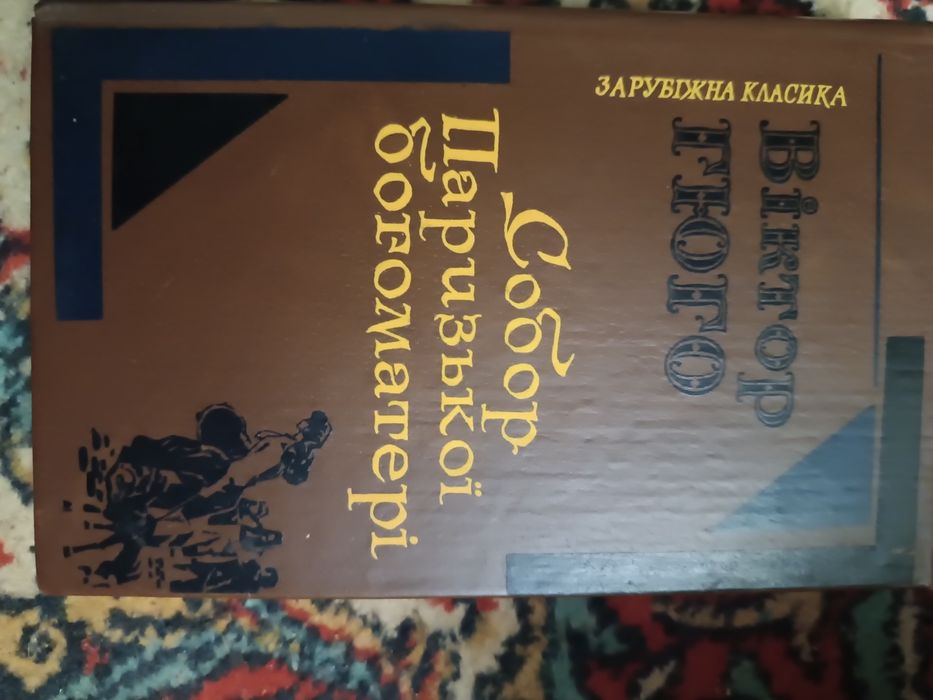 ЗАРУБІЖНА КЛАСИКА
ВІКТОР
ГЮГО
Собор
Паризької
богоматері